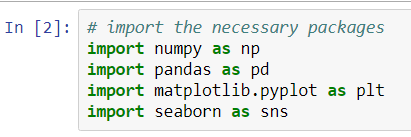 In [2]: # import the necessary packages
import numpy as np
import pandas as pd
import matplotlib.pyplot as plt
import seaborn as sns